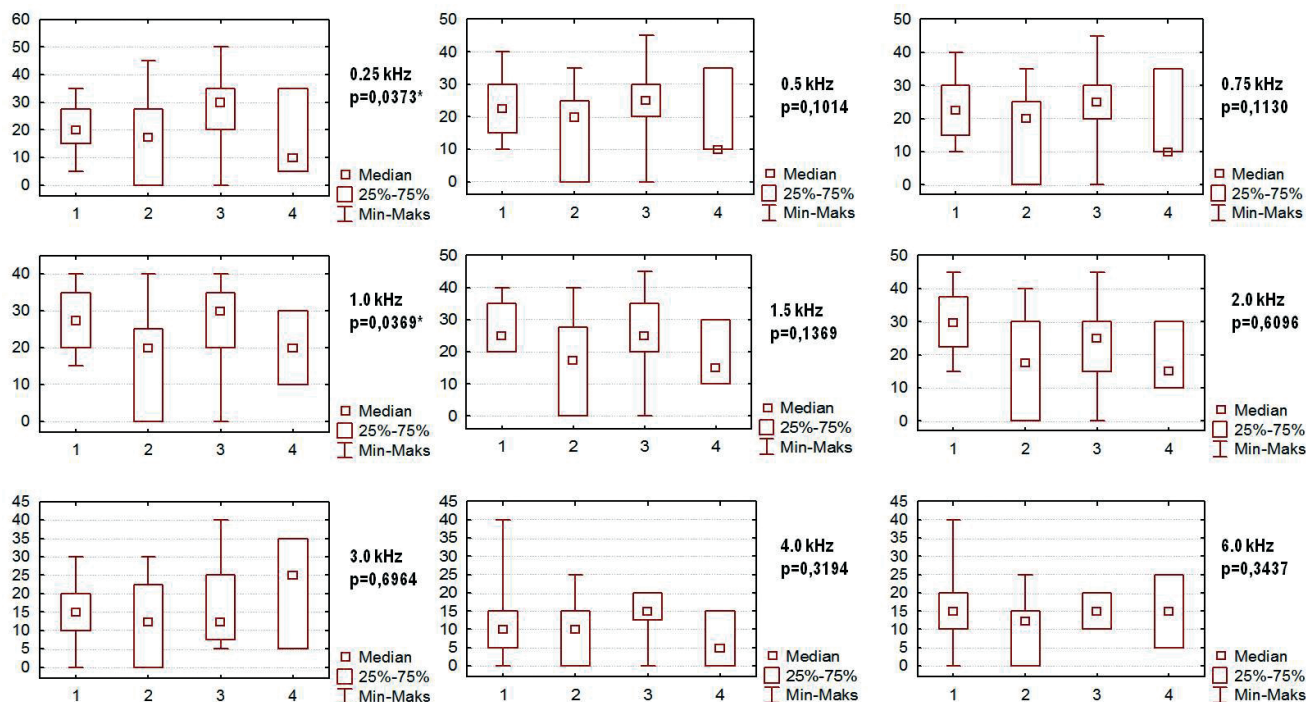 60
50
40
30
20
10
0
1 2 3 4
0.25 kHz
p=0,0373*
Median
25%-75%
Min-Maks
50
40
30
20
10
0
1 2 3 4
0.5 kHz
p=0,1014
Median
25%-75%
Min-Maks
50
40
30
20
10
0
1 2 3 4
0.75 kHz
p=0,1130
Median
25%-75%
Min-Maks
40
30
20
10
0
1 2 3 4
1.0 kHz
p=0,0369*
Median
25%-75%
Min-Maks
50
40
30
20
10
0
1 2 3 4
1.5 kHz
p=0,1369
Median
25%-75%
Min-Maks
50
40
30
20
10
0
1 2 3 4
2.0 kHz
p=0,6096
Median
25%-75%
Min-Maks
45
40
35
30
25
20
15
10
5
0
1 2 3 4
3.0 kHz
p=0,6964
Median
25%-75%
Min-Maks
45
40
35
30
25
20
15
10
5
0
1 2 3 4
4.0 kHz
p=0,3194
Median
25%-75%
Min-Maks
45
40
35
30
25
20
15
10
5
0
1 2 3 4
6.0 kHz
p=0,3437
Median
25%-75%
Min-Maks